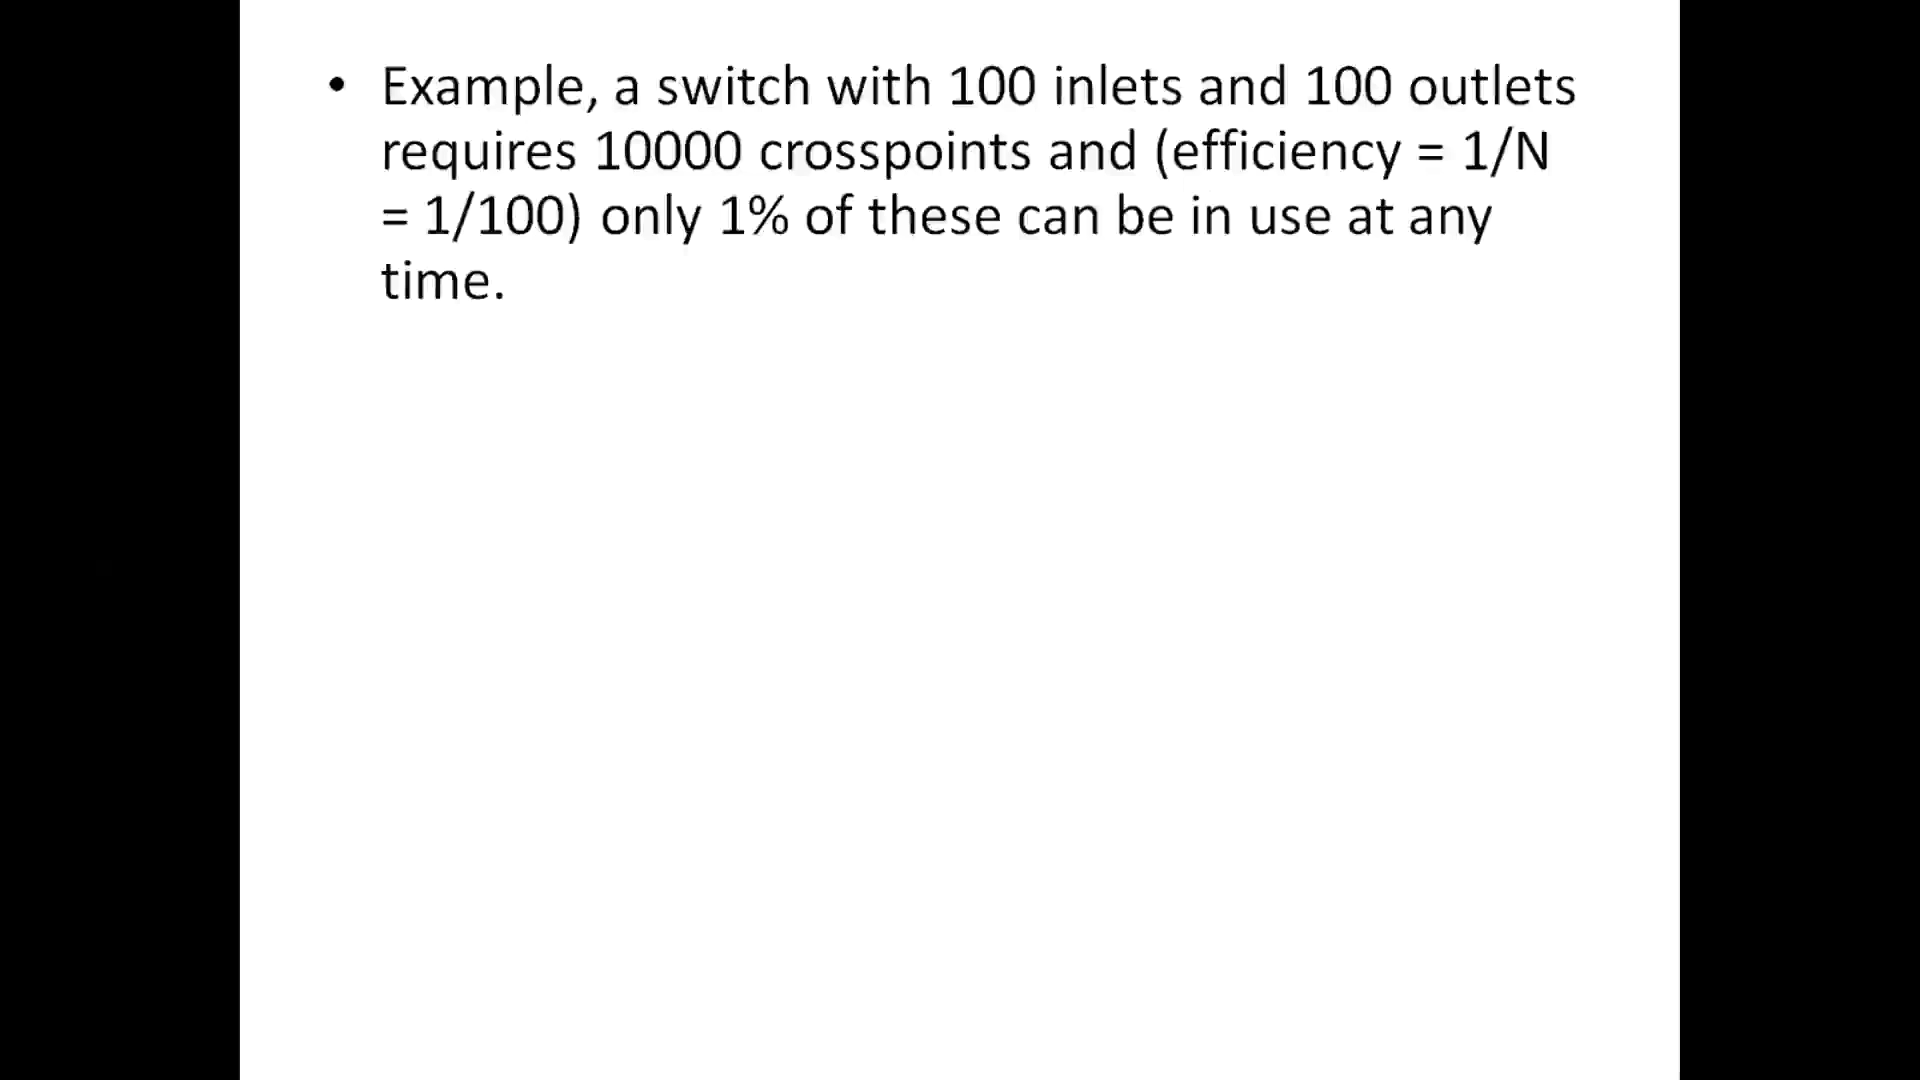 • Example, a switch with 100 inlets and 100 outlets
requires 10000 crosspoints and (efficiency = 1/N
= 1/100) only 1% of these can be in use at any
time.